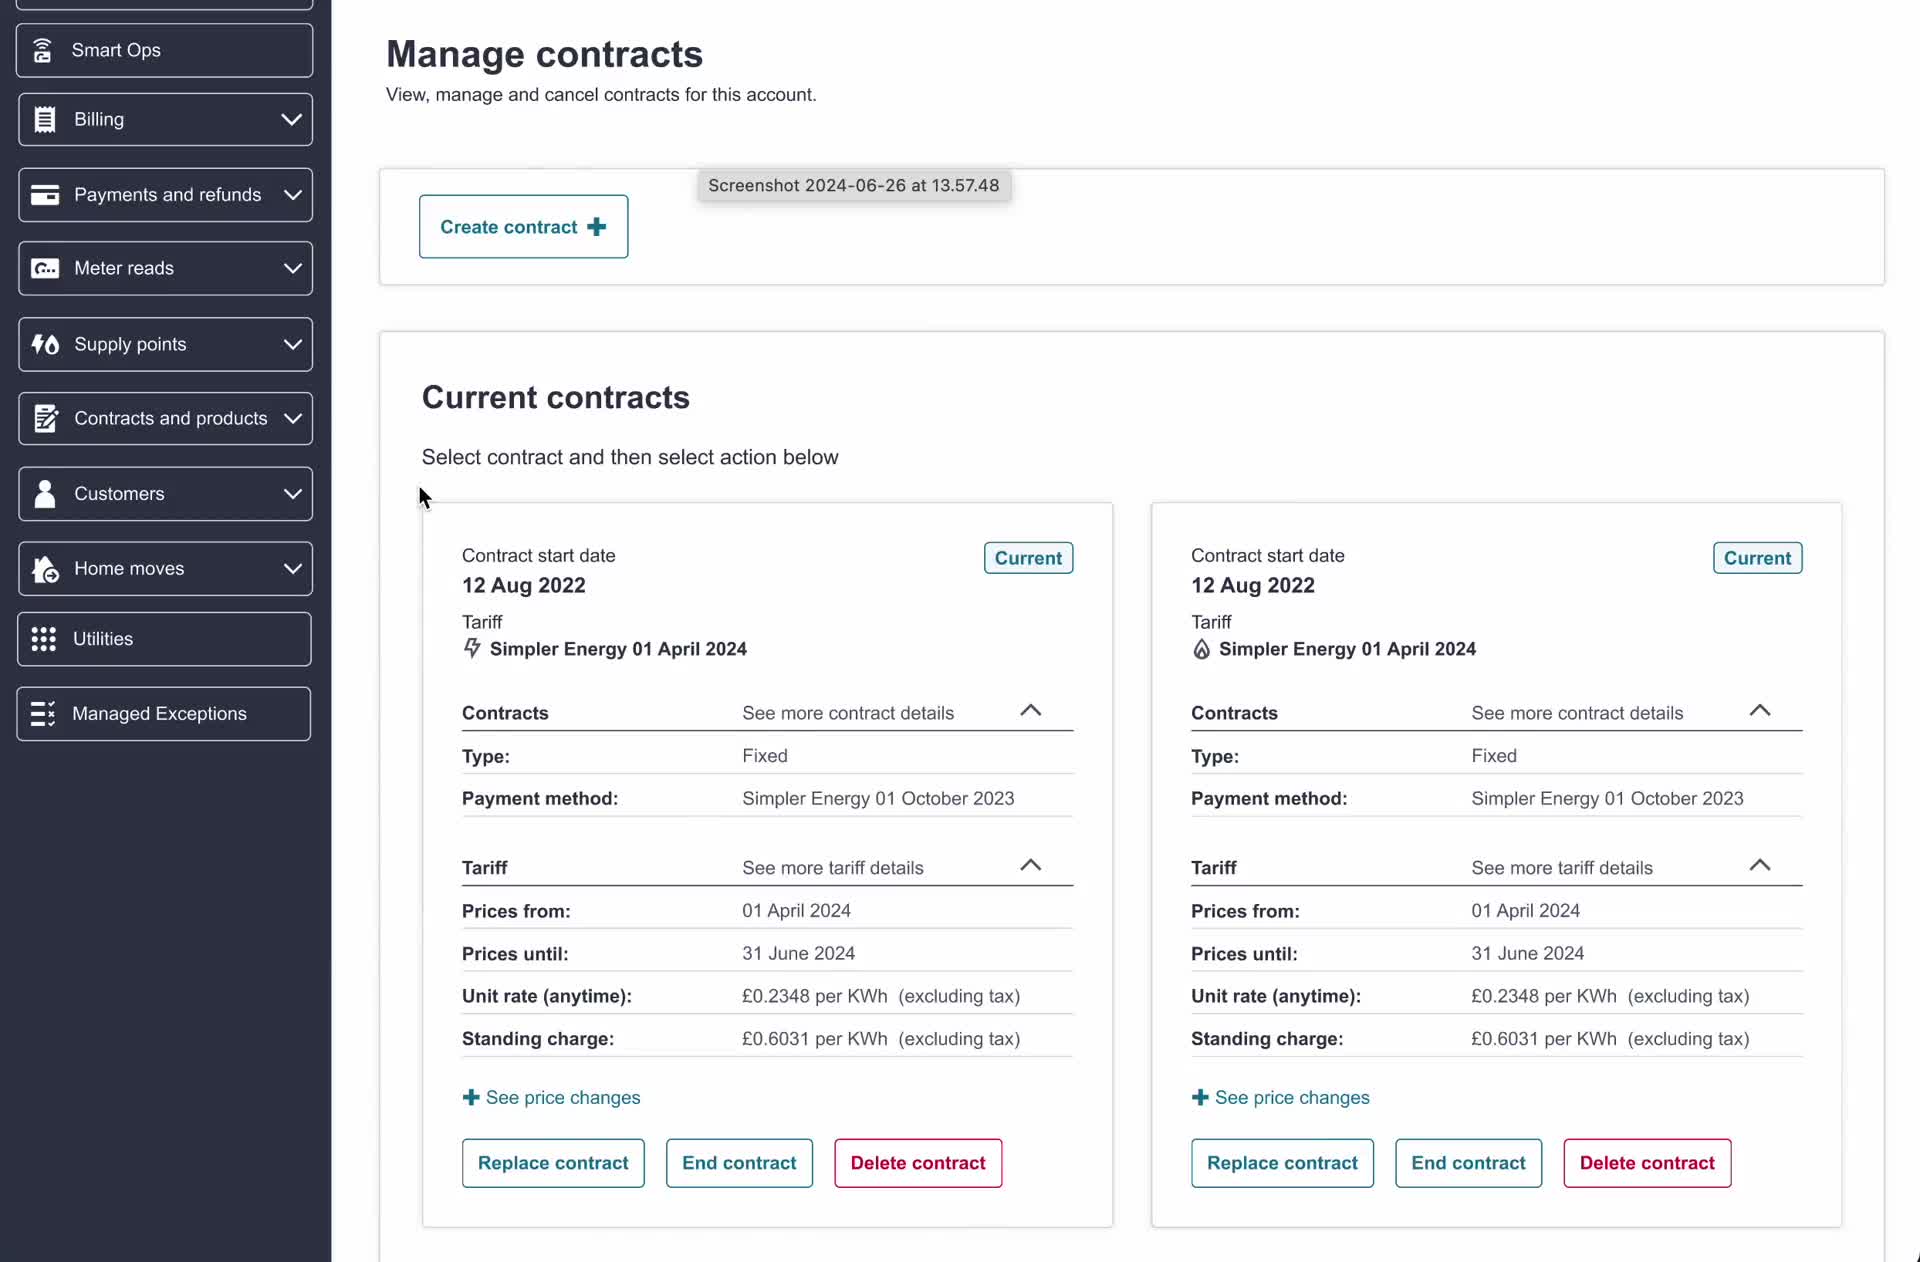 Smart Ops
Billing
Payments and refunds
Meter reads
Supply points
Contracts and products
Customers
Home moves
Utilities
Managed Exceptions
Manage contracts
View, manage and cancel contracts for this account.
Screenshot 2024-06-26 at 13.57.48
Create contract
Current contracts
Select contract and then select action below
Contract start date
Current
12 Aug 2022
Tariff
Simpler Energy 01 April 2024
Contracts See more contract details
Type: Fixed
Payment method: Simpler Energy 01 October 2023
Tariff See more tariff details
Prices from: 01 April 2024
Prices until: 31 June 2024
Unit rate (anytime): £0.2348 per KWh (excluding tax)
Standing charge: £0.6031 per KWh (excluding tax)
See price changes
Replace contract End contract Delete contract
Contract start date
Current
12 Aug 2022
Tariff
Simpler Energy 01 April 2024
Contracts See more contract details
Type: Fixed
Payment method: Simpler Energy 01 October 2023
Tariff See more tariff details
Prices from: 01 April 2024
Prices until: 31 June 2024
Unit rate (anytime): £0.2348 per KWh (excluding tax)
Standing charge: £0.6031 per KWh (excluding tax)
See price changes
Replace contract End contract Delete contract